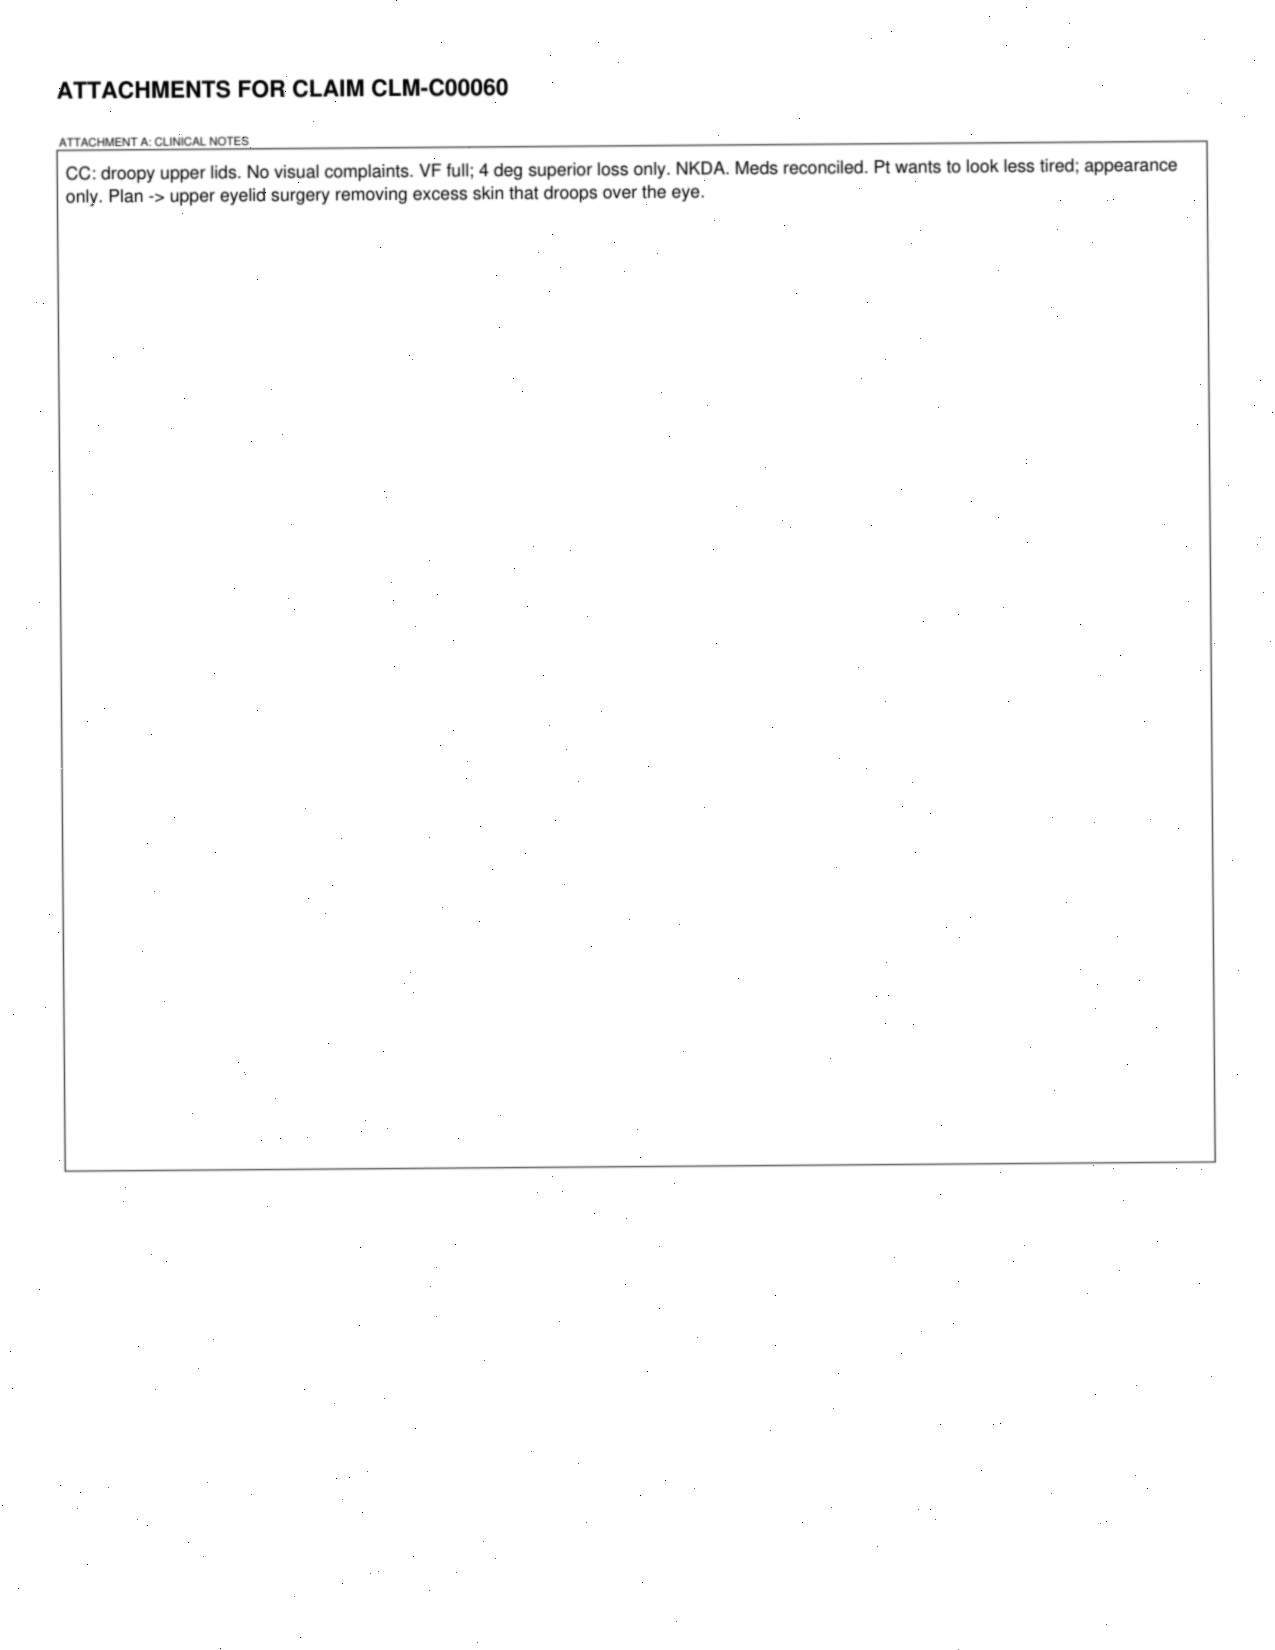 ATTACHMENTS FOR CLAIM CLM-C00060
ATTACHMENT A: CLINICAL NOTES
CC: droopy upper lids. No visual complaints. VF full; 4 deg superior loss only. NKDA. Meds reconciled. Pt wants to look less tired; appearance
only. Plan -> upper eyelid surgery removing excess skin that droops over the eye.